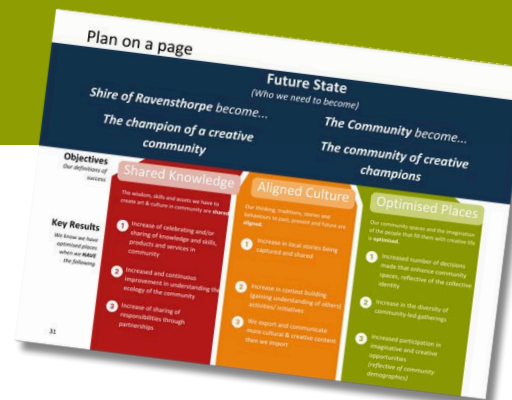 Plan on a page
Future State
(Who we need to become)
Shire of Ravensthorpe become...
The champion of a creative
community
The Community become...
The community of creative
champions
Objectives
Our definitions of
success
Shared Knowledge
The wisdom, skills and assets we have to
create art & culture in community are shared
Aligned Culture
Our thinking, traditions, stories and
behaviours in past, present and future are
aligned.
Optimised Places
Our community spaces and the imagination
of the people that fill them with creative life
is optimised.
Key Results
We know we have
optimised places
when we HAVE
the following
1 Increase of celebrating and/or
sharing of knowledge and skills,
products and services in
community
2 Increased and continuous
improvement in understanding the
ecology of the community
3 Increase of sharing of
responsibilities through
partnerships
1 Increase in local stories being
captured and shared
2 Increase in context building
(gaining understanding of others)
activities/ initiatives
3 We export and communicate
more cultural & creative content
then we import
1 Increased number of decisions
made that enhance community
spaces, reflective of the collective
identity
2 Increase in the diversity of
community-led gatherings
3 Increased participation in
imaginative and creative
opportunities
(reflective of community
demographics)
31